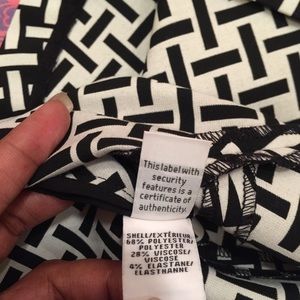 This label with
security
features is a
certificate of
authenticity.
SHELL/EXTÉRIEUR:
68% POLYESTER/
POLYESTER
28% VISCOSE/
VISCOSE
4% ELASTANE/
ELASTHANNE